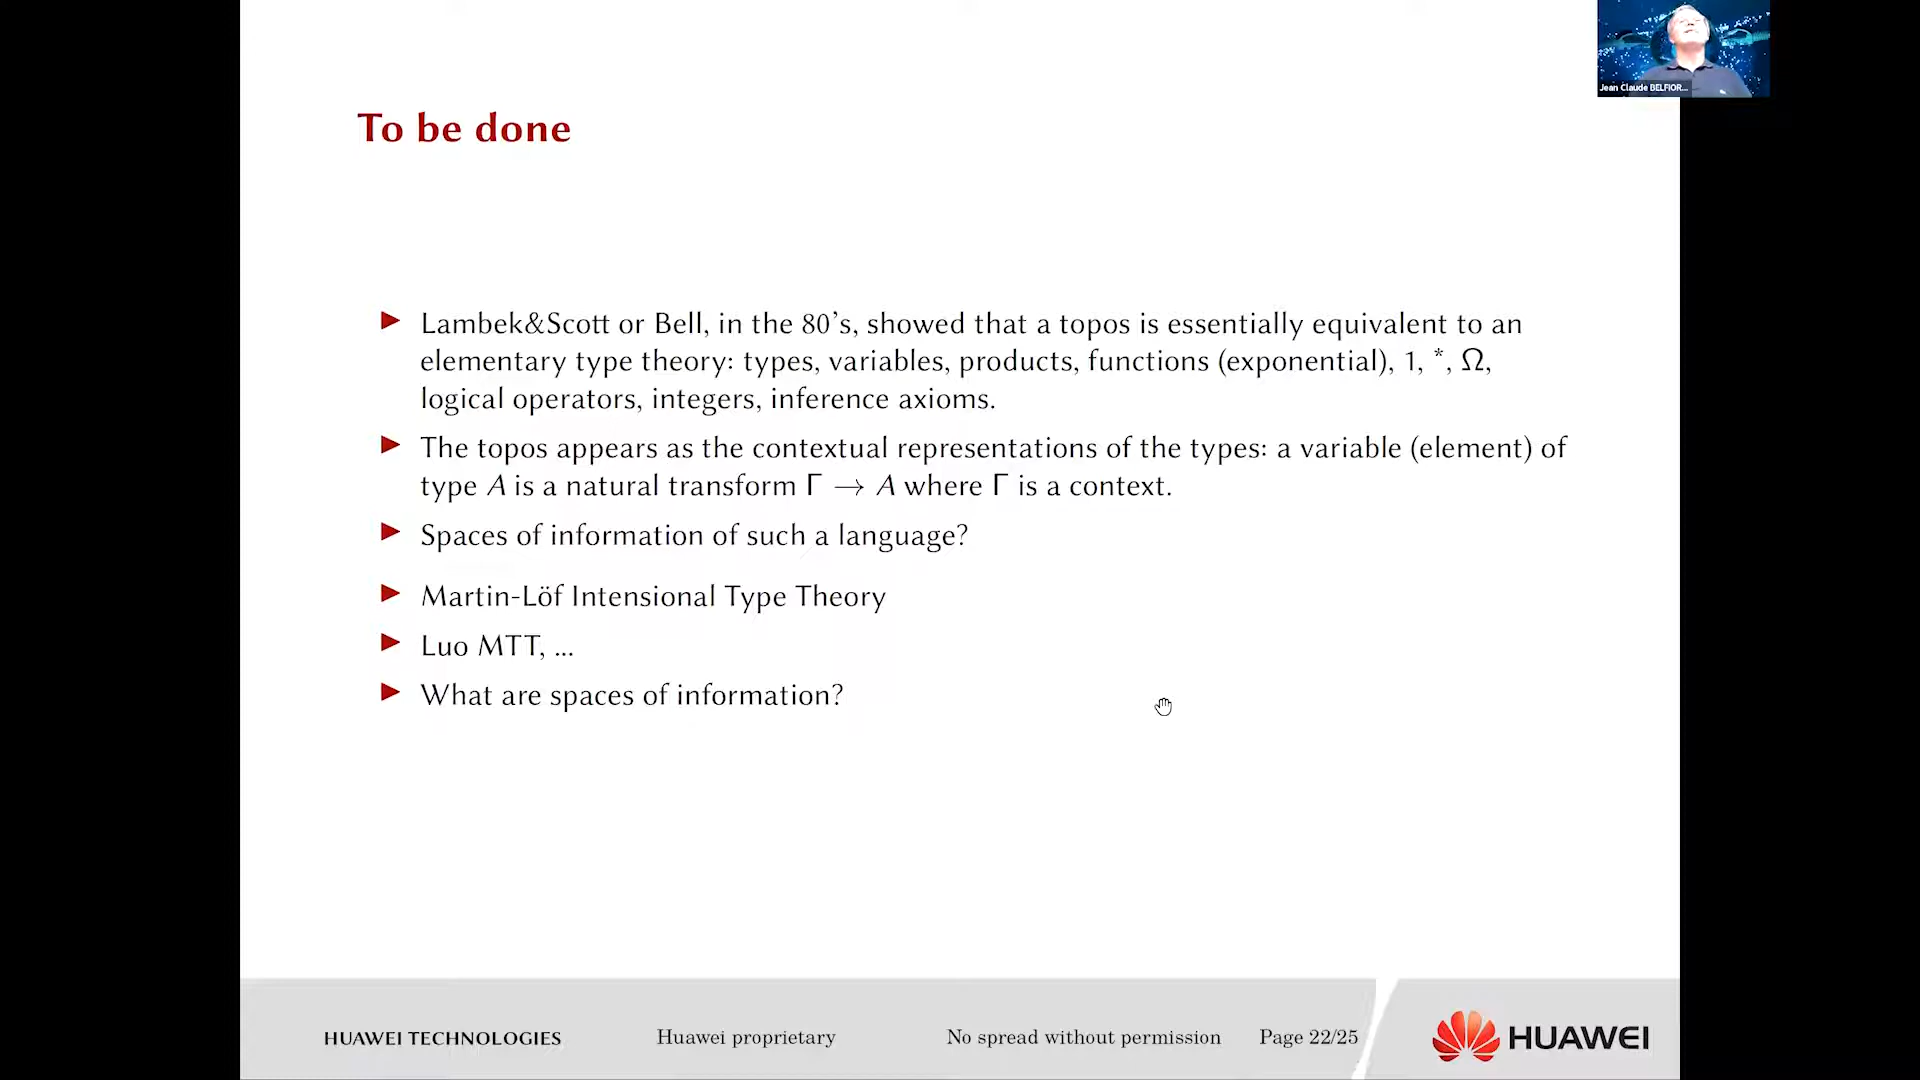 Jean Claude BELFIOR...
To be done
▶ Lambek&Scott or Bell, in the 80's, showed that a topos is essentially equivalent to an
elementary type theory: types, variables, products, functions (exponential), 1, *, Ω,
logical operators, integers, inference axioms.
▶ The topos appears as the contextual representations of the types: a variable (element) of
type A is a natural transform Γ → A where Γ is a context.
▶ Spaces of information of such a language?
▶ Martin-Löf Intensional Type Theory
▶ Luo MTT, ...
▶ What are spaces of information?
HUAWEI TECHNOLOGIES Huawei proprietary No spread without permission Page 22/25 HUAWEI